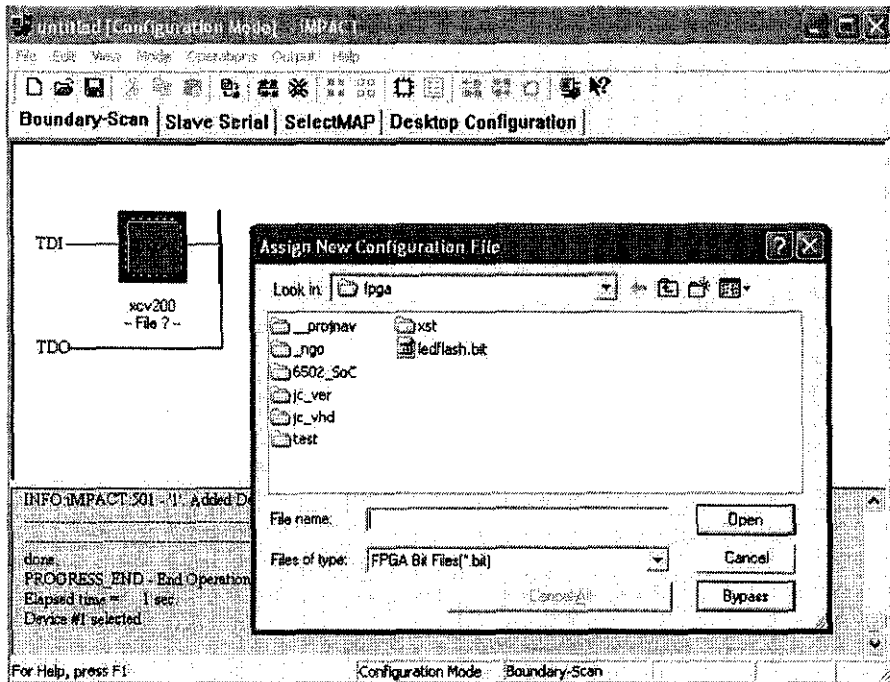 untitled [Configuration Mode] - iMPACT
File Edit View Mode Operations Output Help
Boundary-Scan Slave Serial SelectMAP Desktop Configuration
TDI
xcv200
-- File ? --
TDO
Assign New Configuration File
Look in: fpga
__projnav
_ngo
6502_SoC
jc_ver
jc_vhd
test
xst
ledflash.bit
File name:
Open
Files of type: FPGA Bit Files(*.bit)
Cancel
Cancel All
Bypass
INFO:iMPACT:501 - '1': Added De
done.
PROGRESS_END - End Operation
Elapsed time = 1 sec.
Device #1 selected
For Help, press F1
Configuration Mode Boundary-Scan